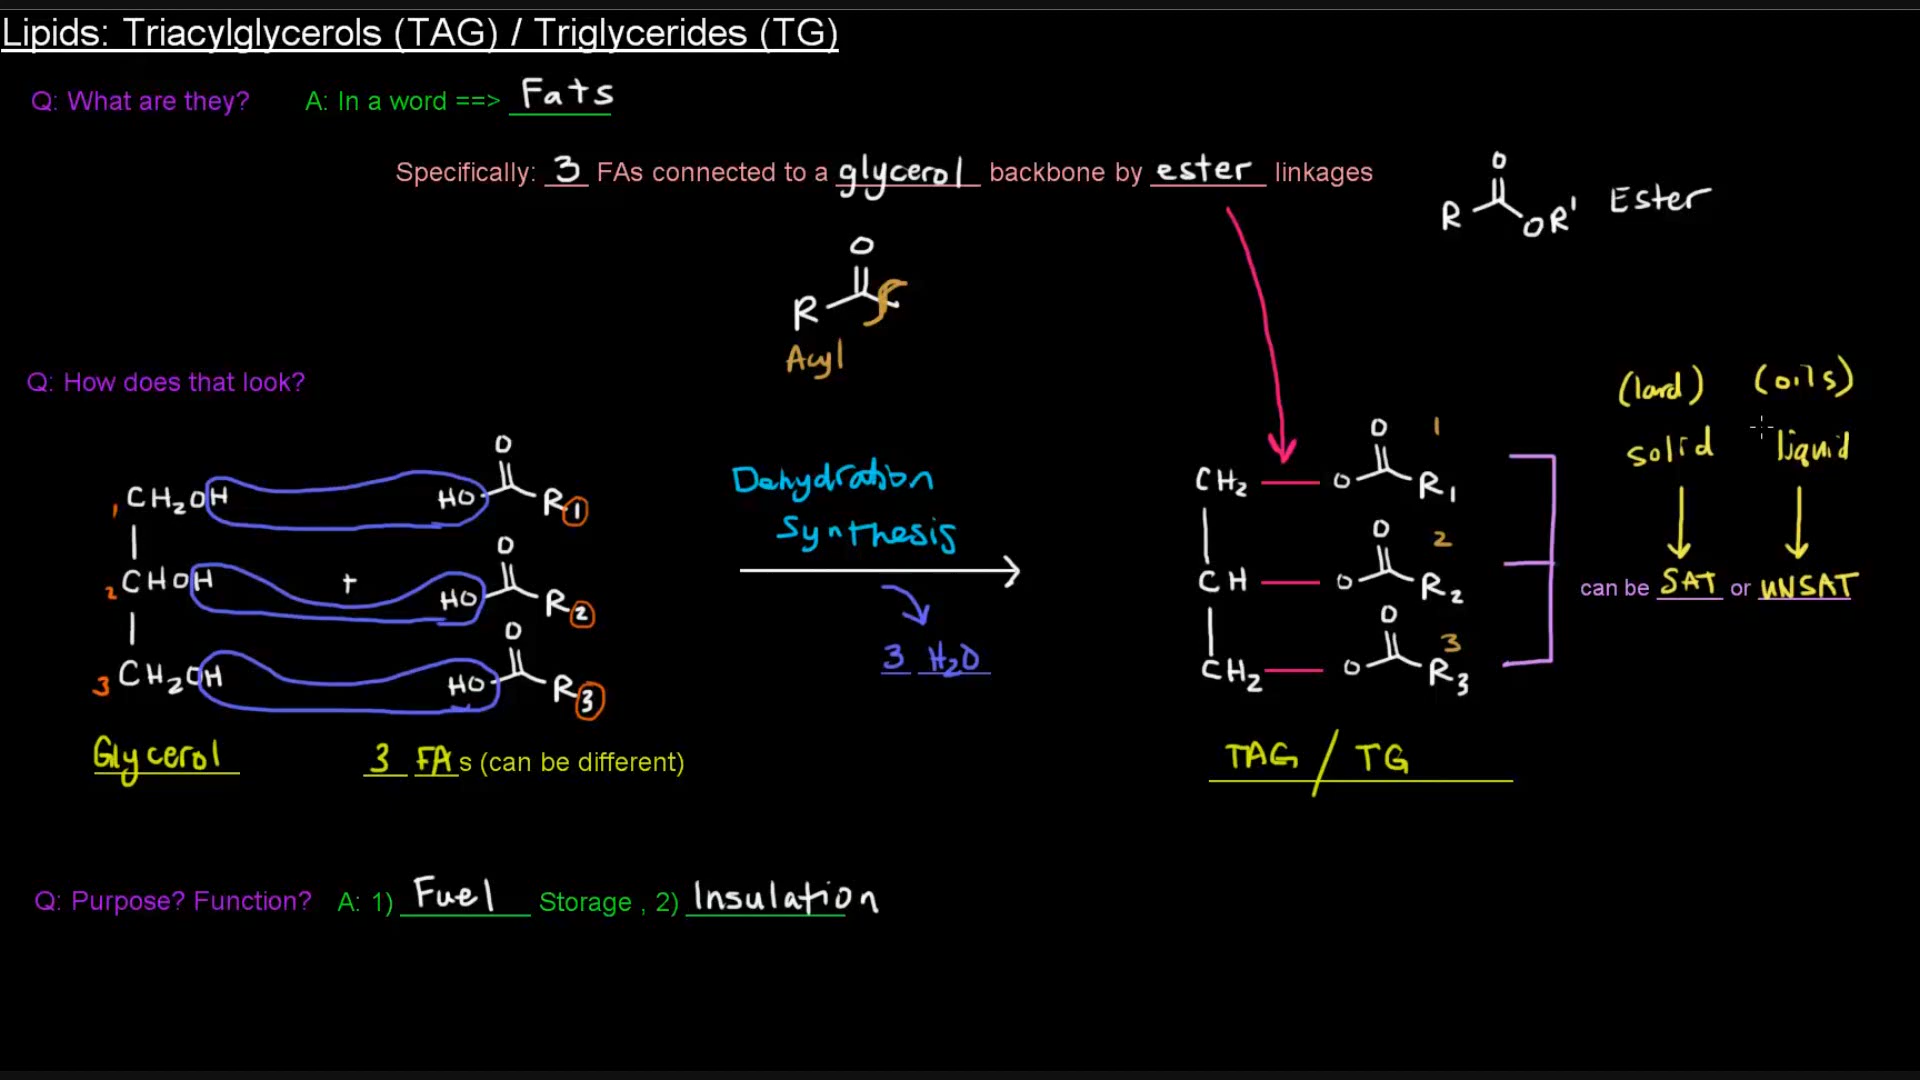 Lipids: Triacylglycerols (TAG) / Triglycerides (TG)
Q: What are they? A: In a word ==> Fats
Specifically: 3 FAs connected to a glycerol backbone by ester linkages
O
R OR' Ester
O
R
Acyl
Q: How does that look?
(lard) (oils)
solid liquid
O
1 CH₂OH HO R1
O
2 CHOH + HO R2
O
3 CH₂OH HO R3
Dehydration
Synthesis
3 H₂O
O 1
CH₂ O R₁
O 2
CH O R₂
O 3
CH₂ O R₃
can be SAT or UNSAT
Glycerol 3 FAs (can be different) TAG / TG
Q: Purpose? Function? A: 1) Fuel Storage , 2) Insulation